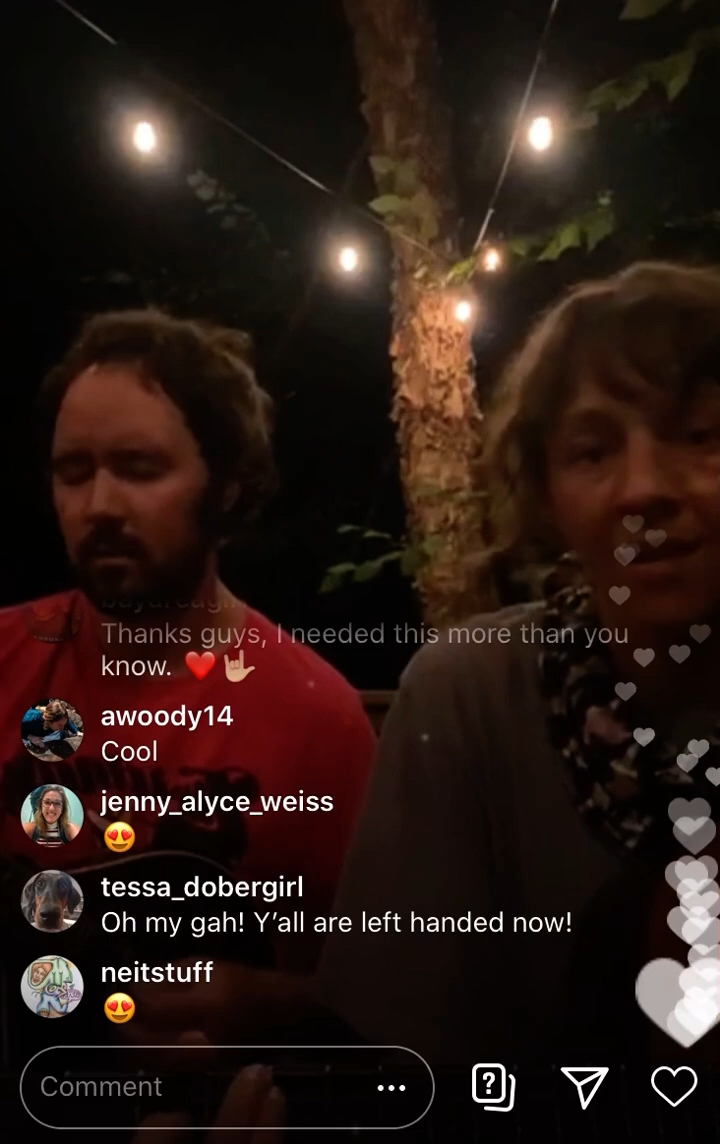 Thanks guys, I needed this more than you
know. ❤️🤟🏼
awoody14
Cool
jenny_alyce_weiss
😍
tessa_dobergirl
Oh my gah! Y'all are left handed now!
neitstuff
😍
Comment